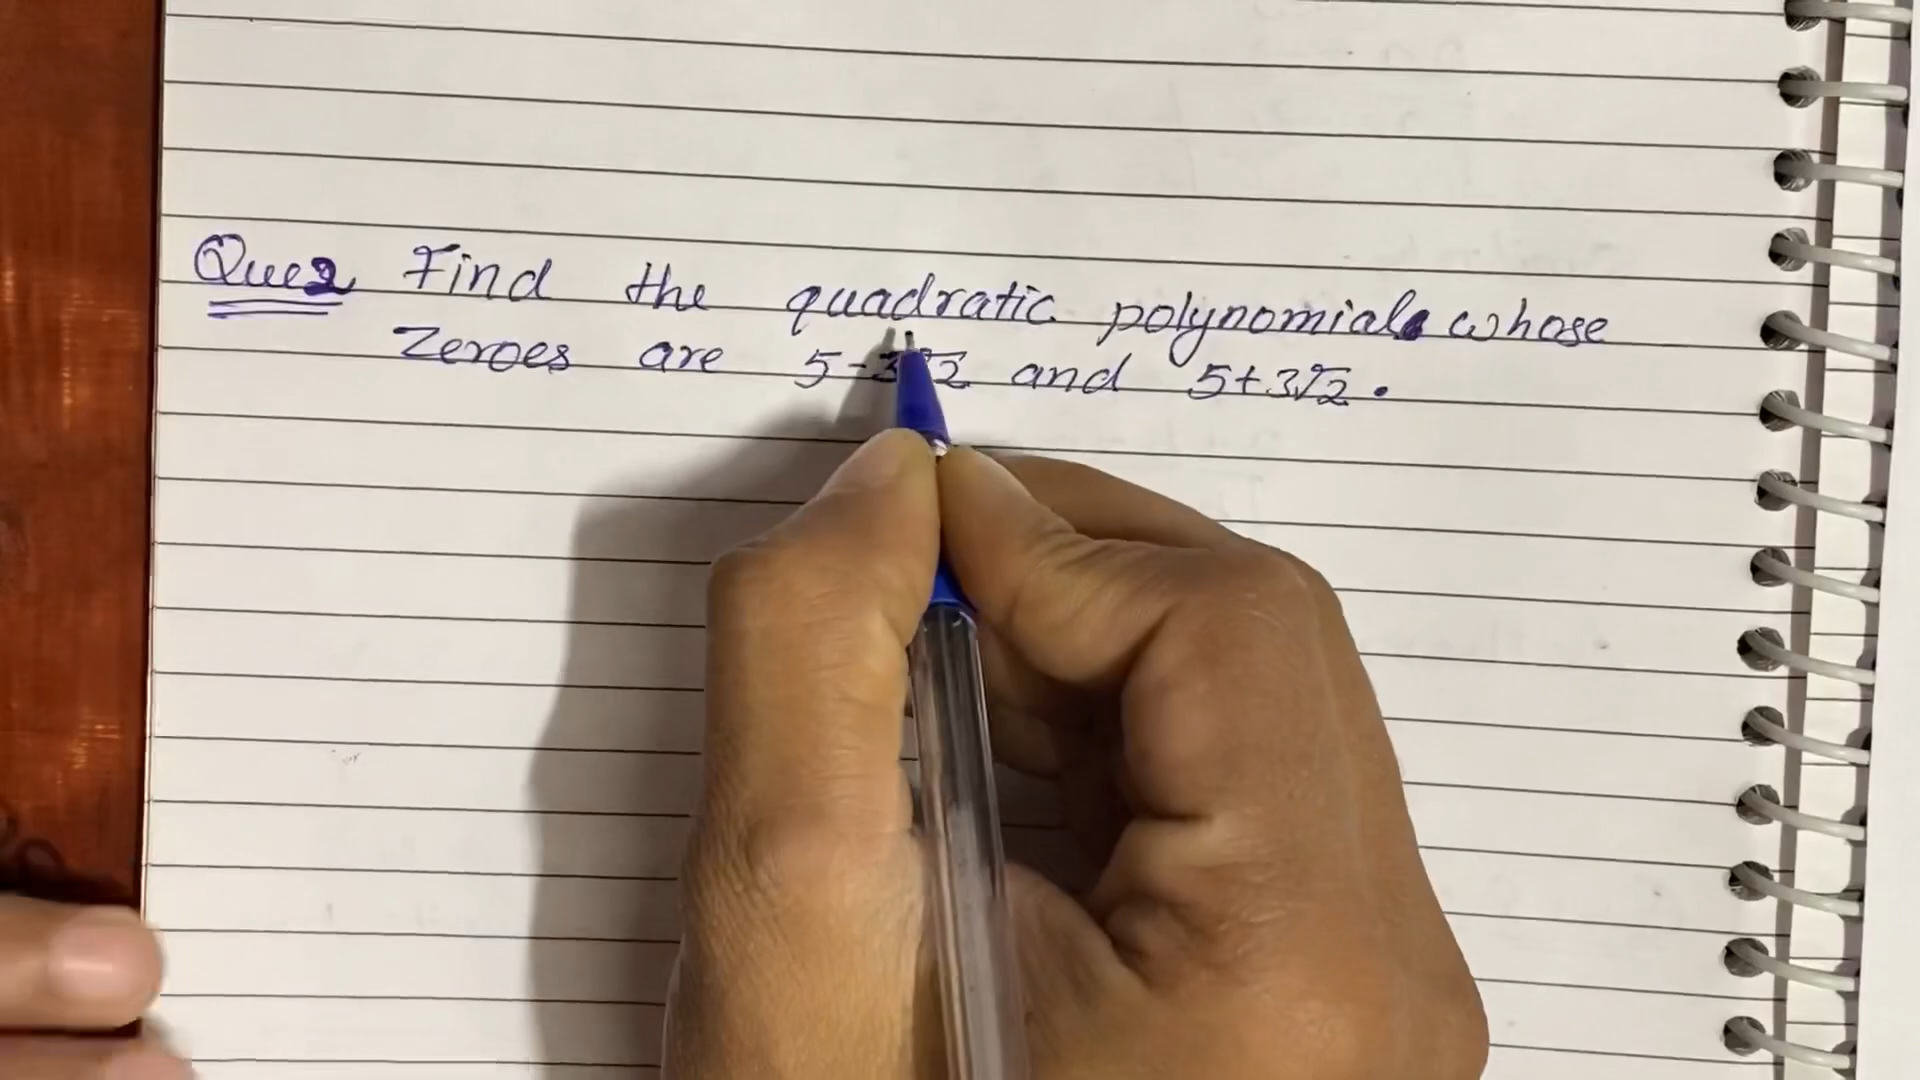 Que2 Find the quadratic polynomial whose
Zeroes are 5-3√2 and 5+3√2.